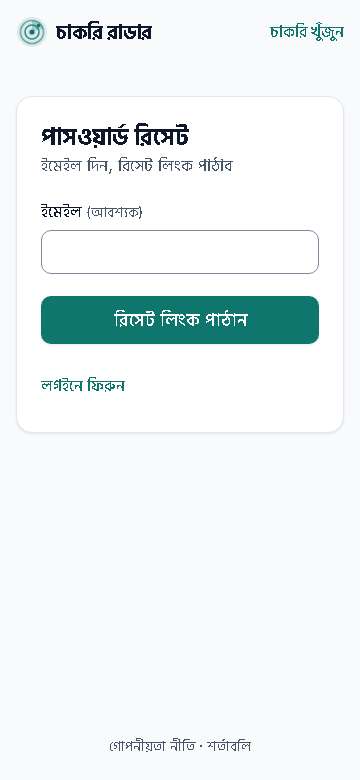 চাকরি রাডার
চাকরি খুঁজুন
পাসওয়ার্ড রিসেট
ইমেইল দিন, রিসেট লিংক পাঠাব
ইমেইল (আবশ্যক)
রিসেট লিংক পাঠান
লগইনে ফিরুন
গোপনীয়তা নীতি · শর্তাবলি